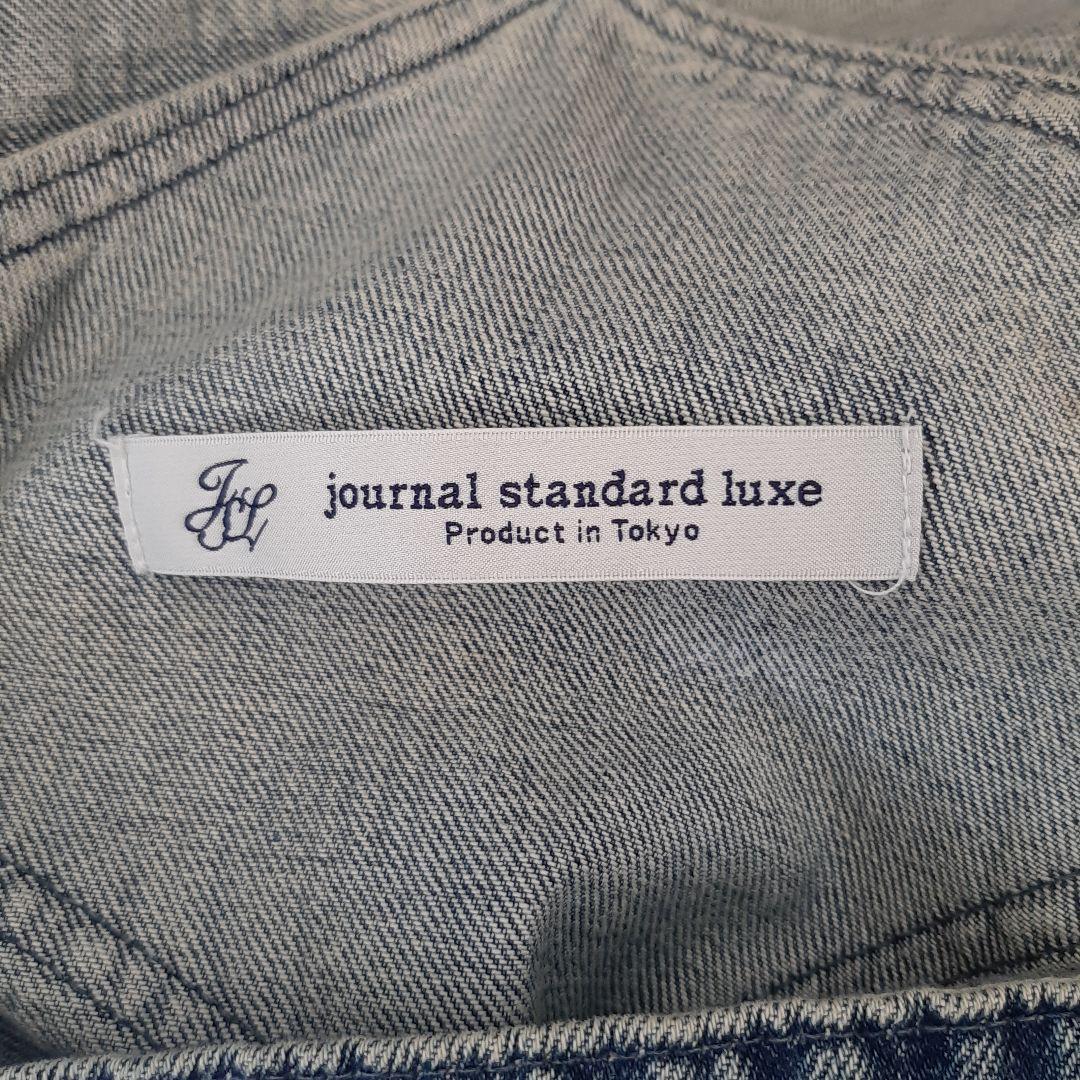 JSL journal standard luxe
Product in Tokyo